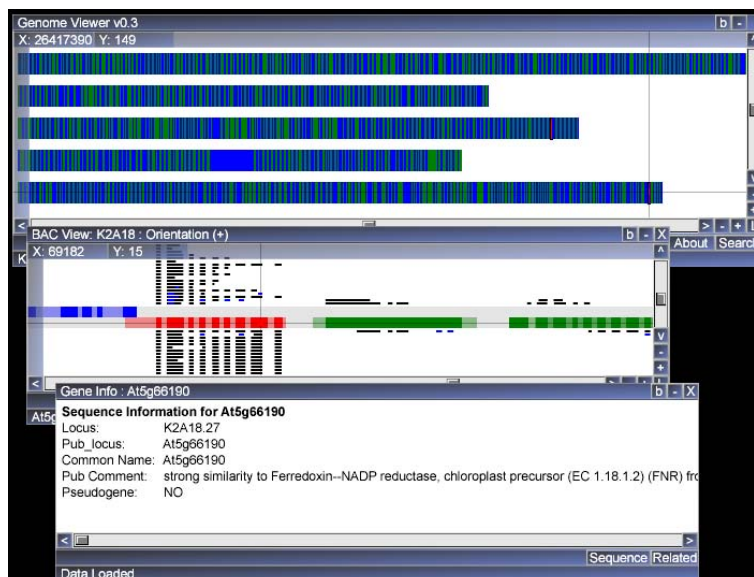 Genome Viewer v0.3 b -
X: 26417390 Y: 149
About Search
BAC View: K2A18 : Orientation (+) b - X
X: 69182 Y: 15
Gene Info : At5g66190 b - X
Sequence Information for At5g66190
Locus: K2A18.27
Pub_locus: At5g66190
Common Name: At5g66190
Pub Comment: strong similarity to Ferredoxin--NADP reductase, chloroplast precursor (EC 1.18.1.2) (FNR)
Pseudogene: NO
Sequence Related
Data Loaded